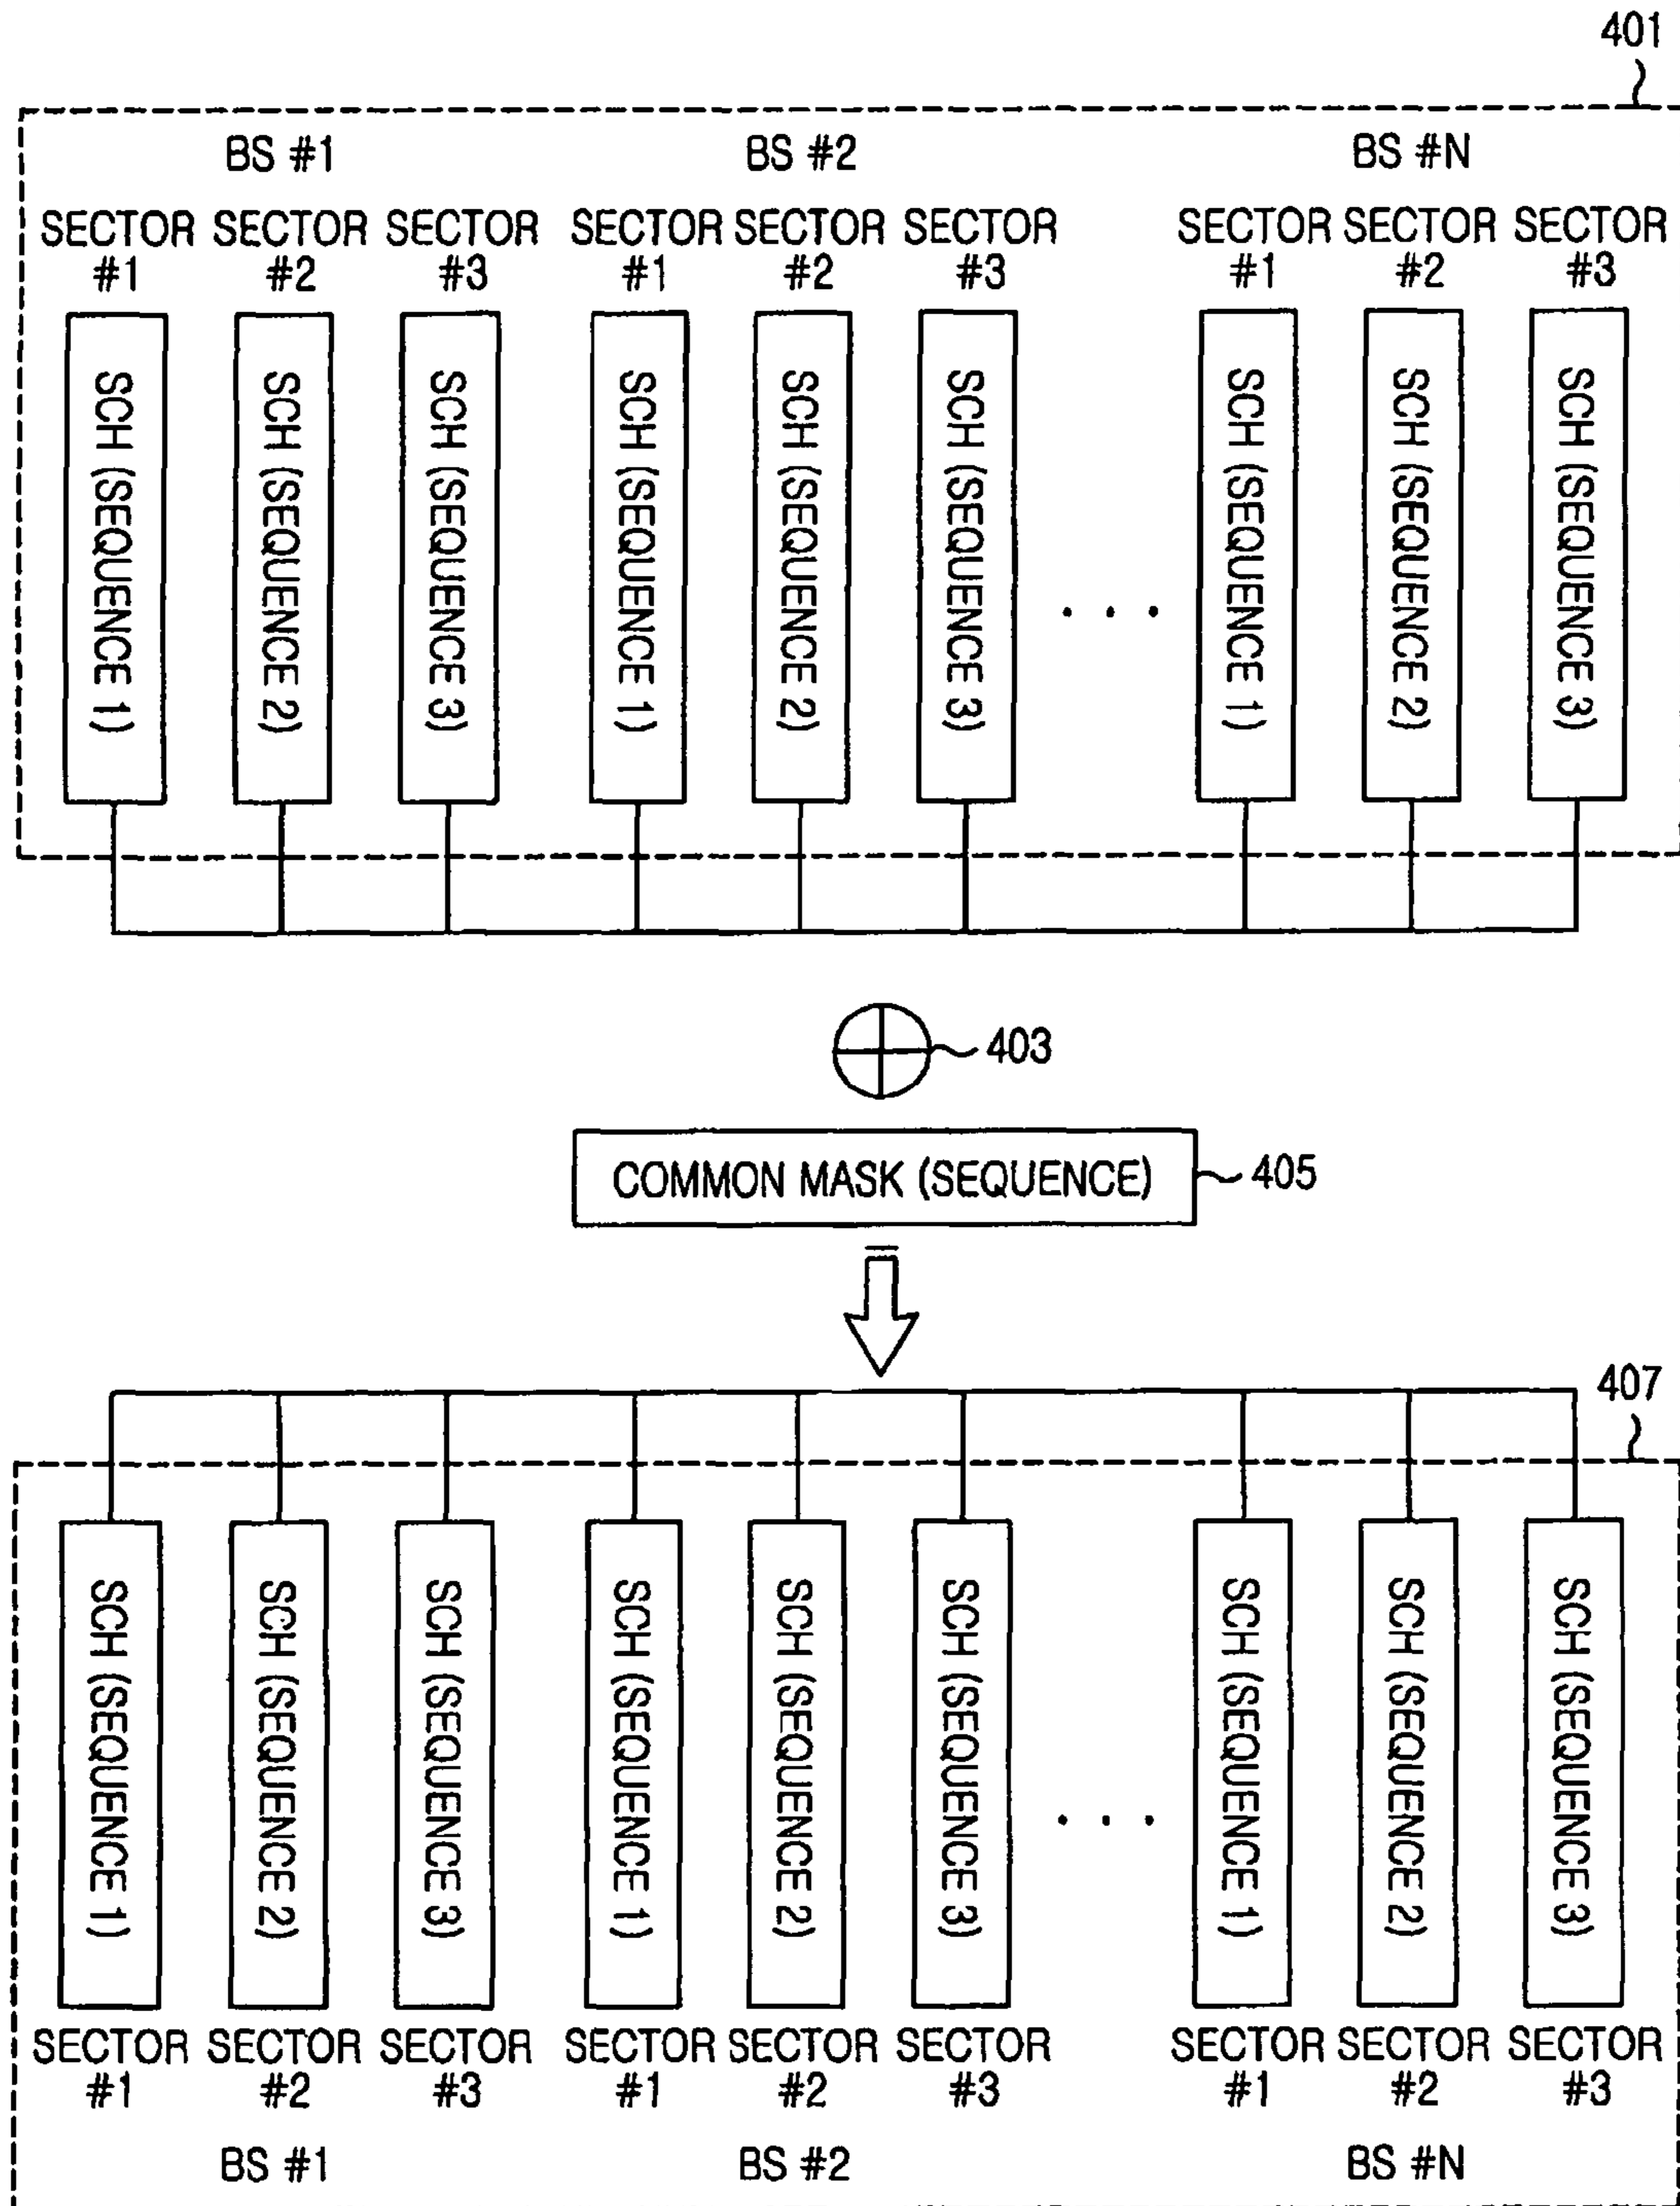 401
BS #1 BS #2 BS #N
SECTOR SECTOR SECTOR SECTOR SECTOR SECTOR SECTOR SECTOR SECTOR
#1 #2 #3 #1 #2 #3 #1 #2 #3
SCH (SEQUENCE 1)
SCH (SEQUENCE 2)
SCH (SEQUENCE 3)
SCH (SEQUENCE 1)
SCH (SEQUENCE 2)
SCH (SEQUENCE 3)
. . .
SCH (SEQUENCE 1)
SCH (SEQUENCE 2)
SCH (SEQUENCE 3)
403
COMMON MASK (SEQUENCE)
405
407
SCH (SEQUENCE 1)
SCH (SEQUENCE 2)
SCH (SEQUENCE 3)
SCH (SEQUENCE 1)
SCH (SEQUENCE 2)
SCH (SEQUENCE 3)
. . .
SCH (SEQUENCE 1)
SCH (SEQUENCE 2)
SCH (SEQUENCE 3)
SECTOR SECTOR SECTOR SECTOR SECTOR SECTOR SECTOR SECTOR SECTOR
#1 #2 #3 #1 #2 #3 #1 #2 #3
BS #1 BS #2 BS #N